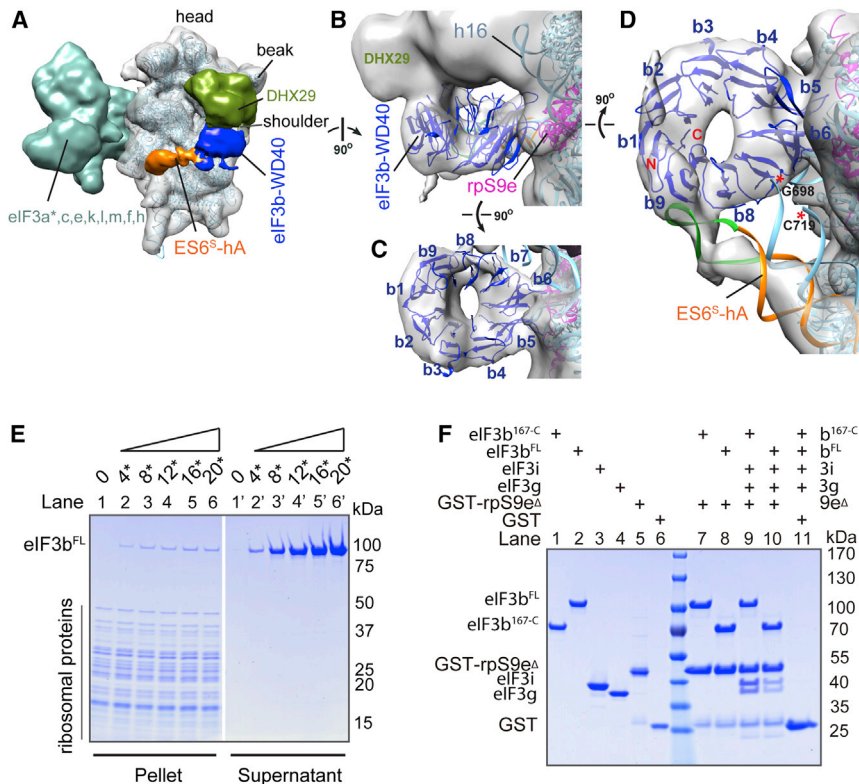 A
head
beak
DHX29
shoulder
90°
eIF3b-WD40
ES6S-hA
eIF3a*,c,e,k,l,m,f,h
B
h16
DHX29
eIF3b-WD40
rpS9e
90°
90°
C
b8
b9
b7
b6
b1
b2
b5
b3
b4
D
b3
b4
b2
b5
b1
b6
C
N
*
G698
*
C719
b9
b8
ES6S-hA
E
0 4* 8* 12* 16* 20* 0 4* 8* 12* 16* 20*
Lane 1 2 3 4 5 6 1' 2' 3' 4' 5' 6' kDa
eIF3bFL
100
75
50
37
25
20
15
ribosomal proteins
Pellet Supernatant
F
eIF3b167-C + + + + b167-C
eIF3bFL + + + + bFL
eIF3i + + + + 3i
eIF3g + + + + 3g
GST-rpS9eΔ + + + + + 9eΔ
GST + +
Lane 1 2 3 4 5 6 7 8 9 10 11 kDa
170
130
100
70
55
40
35
25
eIF3bFL
eIF3b167-C
GST-rpS9eΔ
eIF3i
eIF3g
GST